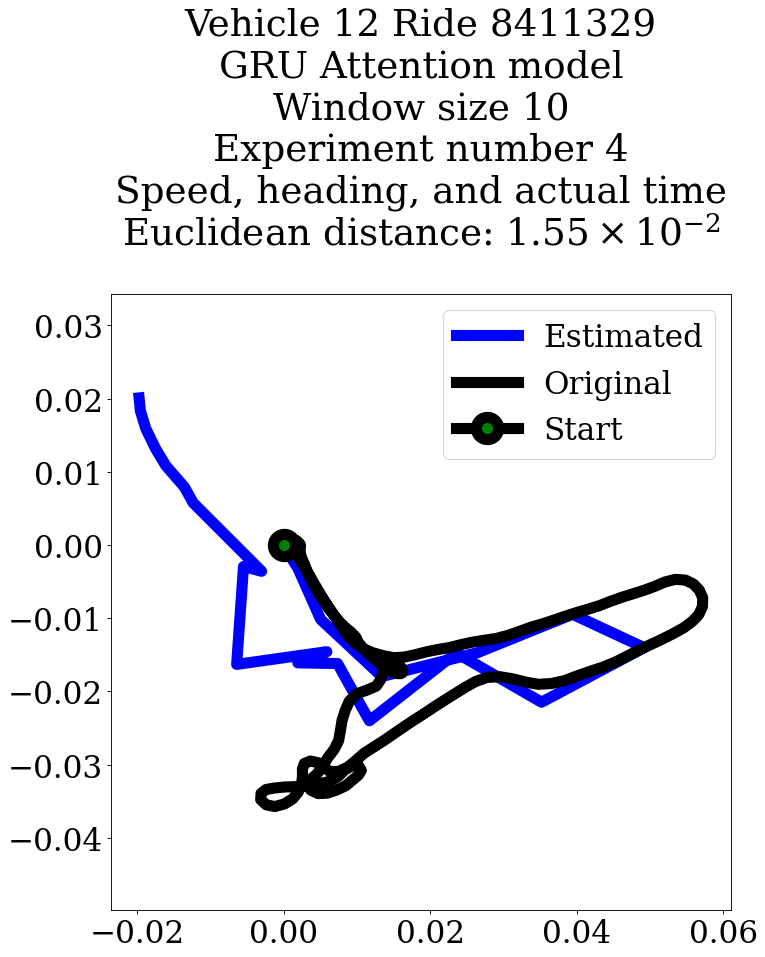 Vehicle 12 Ride 8411329
GRU Attention model
Window size 10
Experiment number 4
Speed, heading, and actual time
Euclidean distance: 1.55 × 10⁻²
Estimated
Original
Start
0.03
0.02
0.01
0.00
−0.01
−0.02
−0.03
−0.04
−0.02
0.00
0.02
0.04
0.06